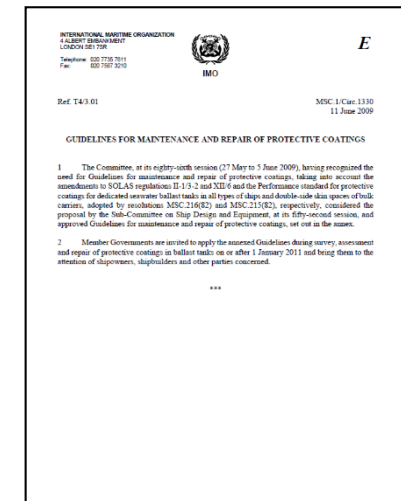 INTERNATIONAL MARITIME ORGANIZATION
4 ALBERT EMBANKMENT
LONDON SE1 7SR
E
Telephone: 020 7735 7611
Fax: 020 7587 3210
IMO
Ref. T4/3.01
MSC.1/Circ.1330
11 June 2009
GUIDELINES FOR MAINTENANCE AND REPAIR OF PROTECTIVE COATINGS
1 The Committee, at its eighty-sixth session (27 May to 5 June 2009), having recognized the
need for Guidelines for maintenance and repair of protective coatings, taking into account the
amendments to SOLAS regulations II-1/3-2 and XII/6 and the Performance standard for protective
coatings for dedicated seawater ballast tanks in all types of ships and double-side skin spaces of bulk
carriers, adopted by resolutions MSC.216(82) and MSC.215(82), respectively, considered the
proposal by the Sub-Committee on Ship Design and Equipment, at its fifty-second session, and
approved Guidelines for maintenance and repair of protective coatings, set out in the annex.
2 Member Governments are invited to apply the annexed Guidelines during survey, assessment
and repair of protective coatings in ballast tanks on or after 1 January 2011 and bring them to the
attention of shipowners, shipbuilders and other parties concerned.
***